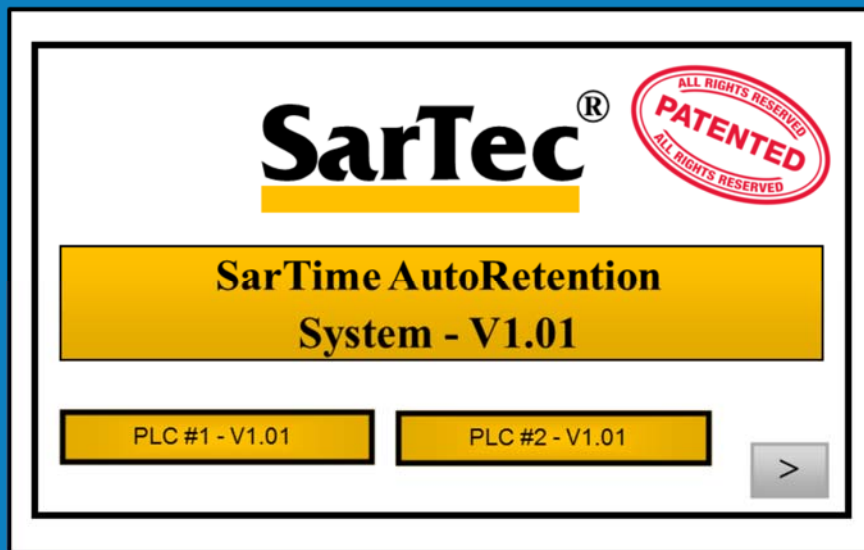 SarTec®
ALL RIGHTS RESERVED
PATENTED
ALL RIGHTS RESERVED
SarTime AutoRetention
System - V1.01
PLC #1 - V1.01
PLC #2 - V1.01
>